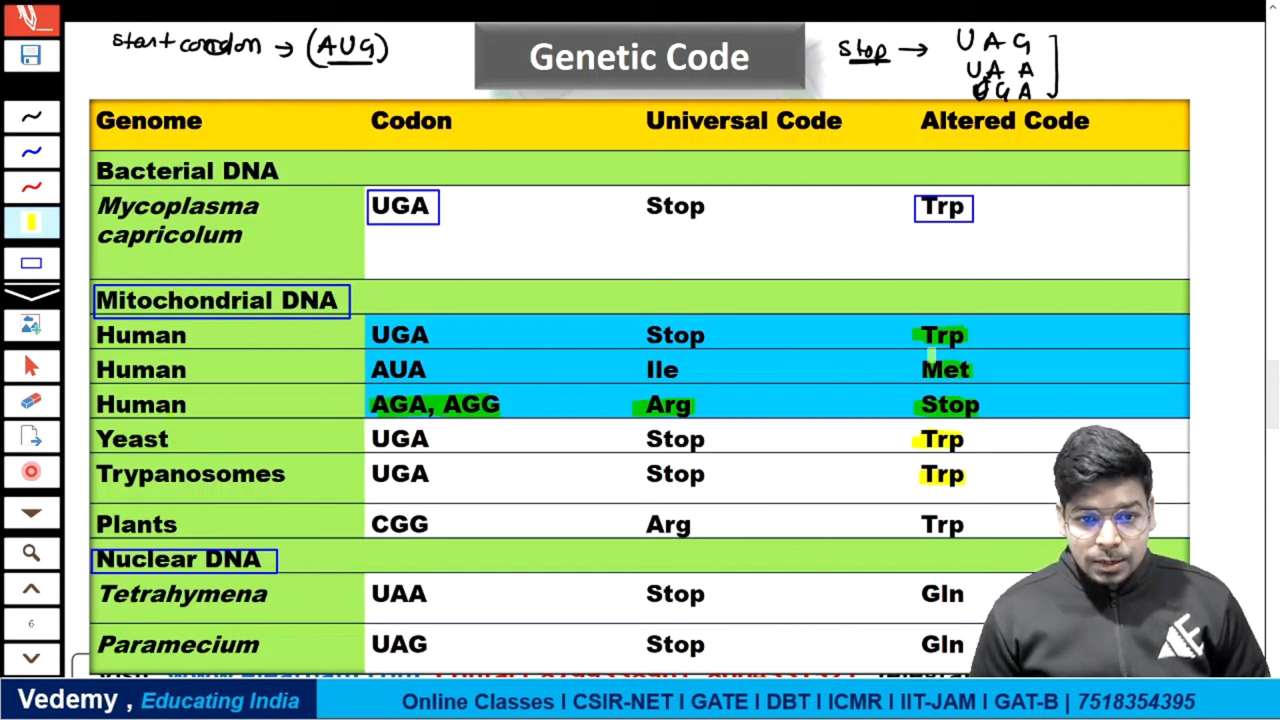 start codon → (AUG)
Genetic Code
stop → UAG
UAA
UGA
Genome Codon Universal Code Altered Code
Bacterial DNA
Mycoplasma capricolum UGA Stop Trp
Mitochondrial DNA
Human UGA Stop Trp
Human AUA Ile Met
Human AGA, AGG Arg Stop
Yeast UGA Stop Trp
Trypanosomes UGA Stop Trp
Plants CGG Arg Trp
Nuclear DNA
Tetrahymena UAA Stop Gln
Paramecium UAG Stop Gln
6
Vedemy , Educating India Online Classes | CSIR-NET | GATE | DBT | ICMR | IIT-JAM | GAT-B | 7518354395